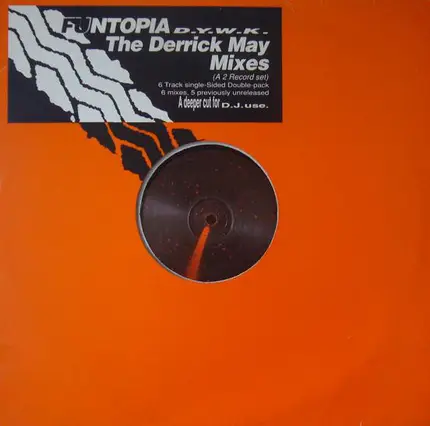 FUNTOPIA D.Y.W.K.
The Derrick May
Mixes
(A 2 Record set)
6 Track single-Sided Double-pack
6 mixes, 5 previously unreleased
A deeper cut for D.J. use.